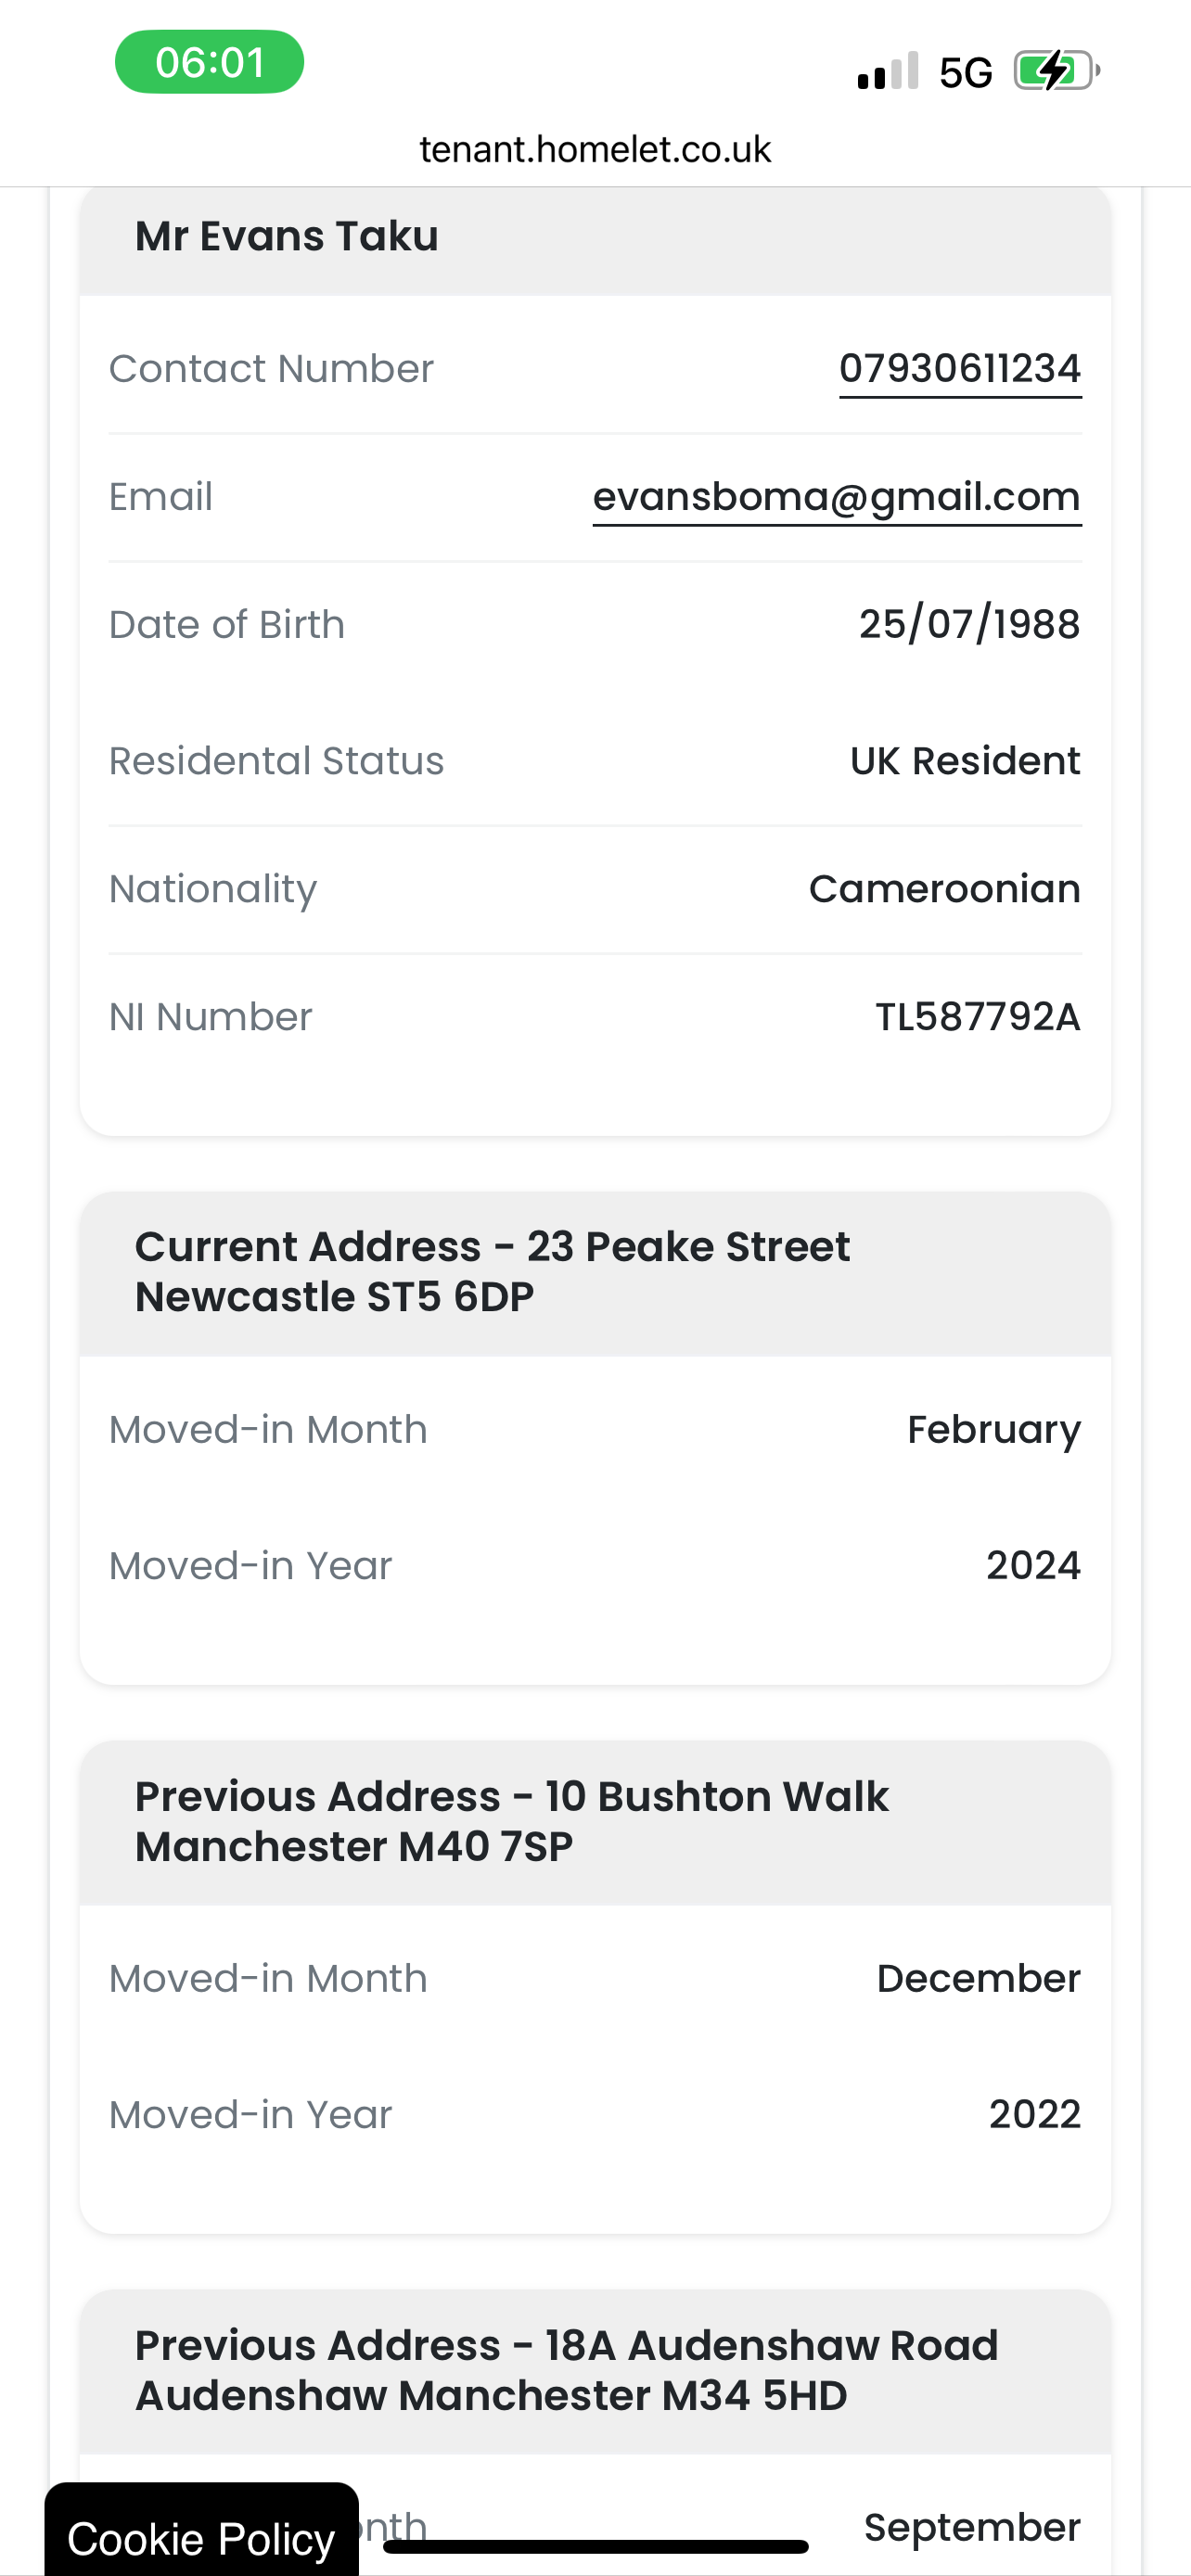 06:01 5G
tenant.homelet.co.uk
Mr Evans Taku
Contact Number 07930611234
Email evansboma@gmail.com
Date of Birth 25/07/1988
Residental Status UK Resident
Nationality Cameroonian
NI Number TL587792A
Current Address - 23 Peake Street
Newcastle ST5 6DP
Moved-in Month February
Moved-in Year 2024
Previous Address - 10 Bushton Walk
Manchester M40 7SP
Moved-in Month December
Moved-in Year 2022
Previous Address - 18A Audenshaw Road
Audenshaw Manchester M34 5HD
September
Cookie Policy